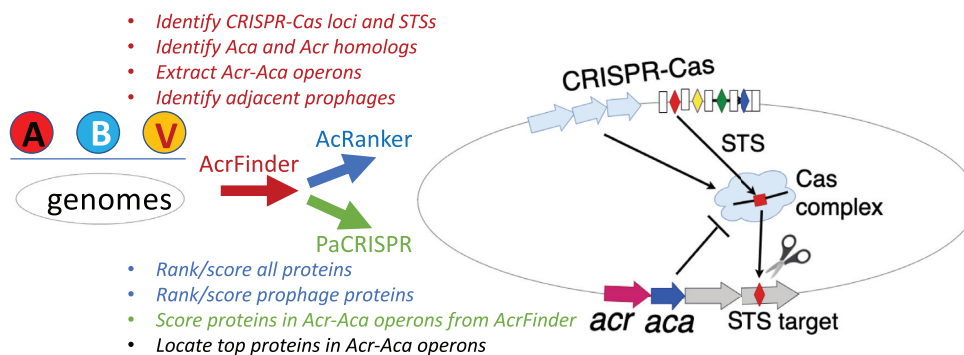 • Identify CRISPR-Cas loci and STSs
• Identify Aca and Acr homologs
• Extract Acr-Aca operons
• Identify adjacent prophages
A B V
genomes
AcrFinder
AcRanker
PaCRISPR
• Rank/score all proteins
• Rank/score prophage proteins
• Score proteins in Acr-Aca operons from AcrFinder
• Locate top proteins in Acr-Aca operons
CRISPR-Cas
STS
Cas
complex
acr aca STS target